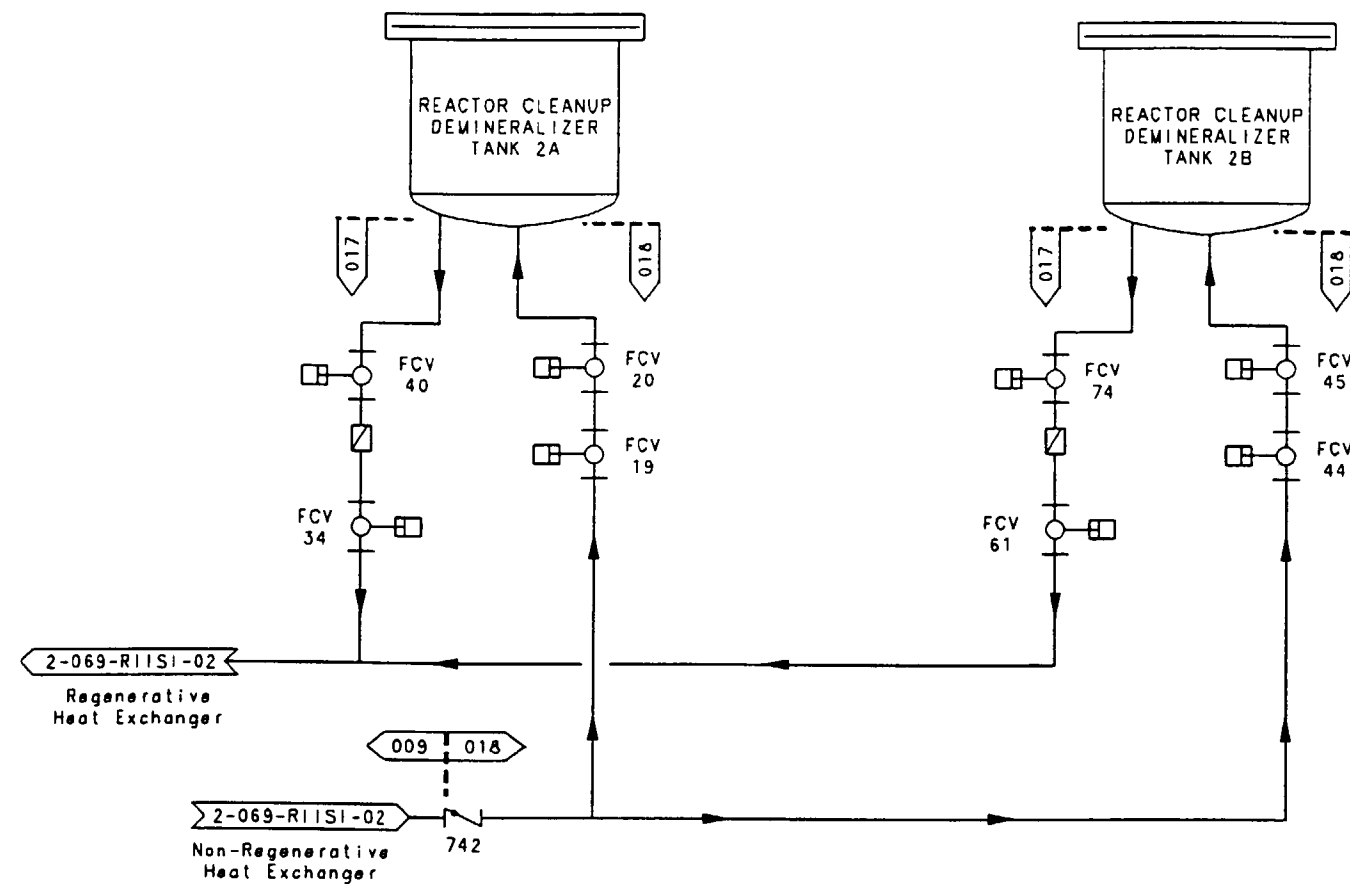 REACTOR CLEANUP
DEMINERALIZER
TANK 2A
REACTOR CLEANUP
DEMINERALIZER
TANK 2B
017
018
017
018
FCV
40
FCV
20
FCV
74
FCV
45
FCV
19
FCV
44
FCV
34
FCV
61
2-069-RIISI-02
Regenerative
Heat Exchanger
009
018
2-069-RIISI-02
742
Non-Regenerative
Heat Exchanger